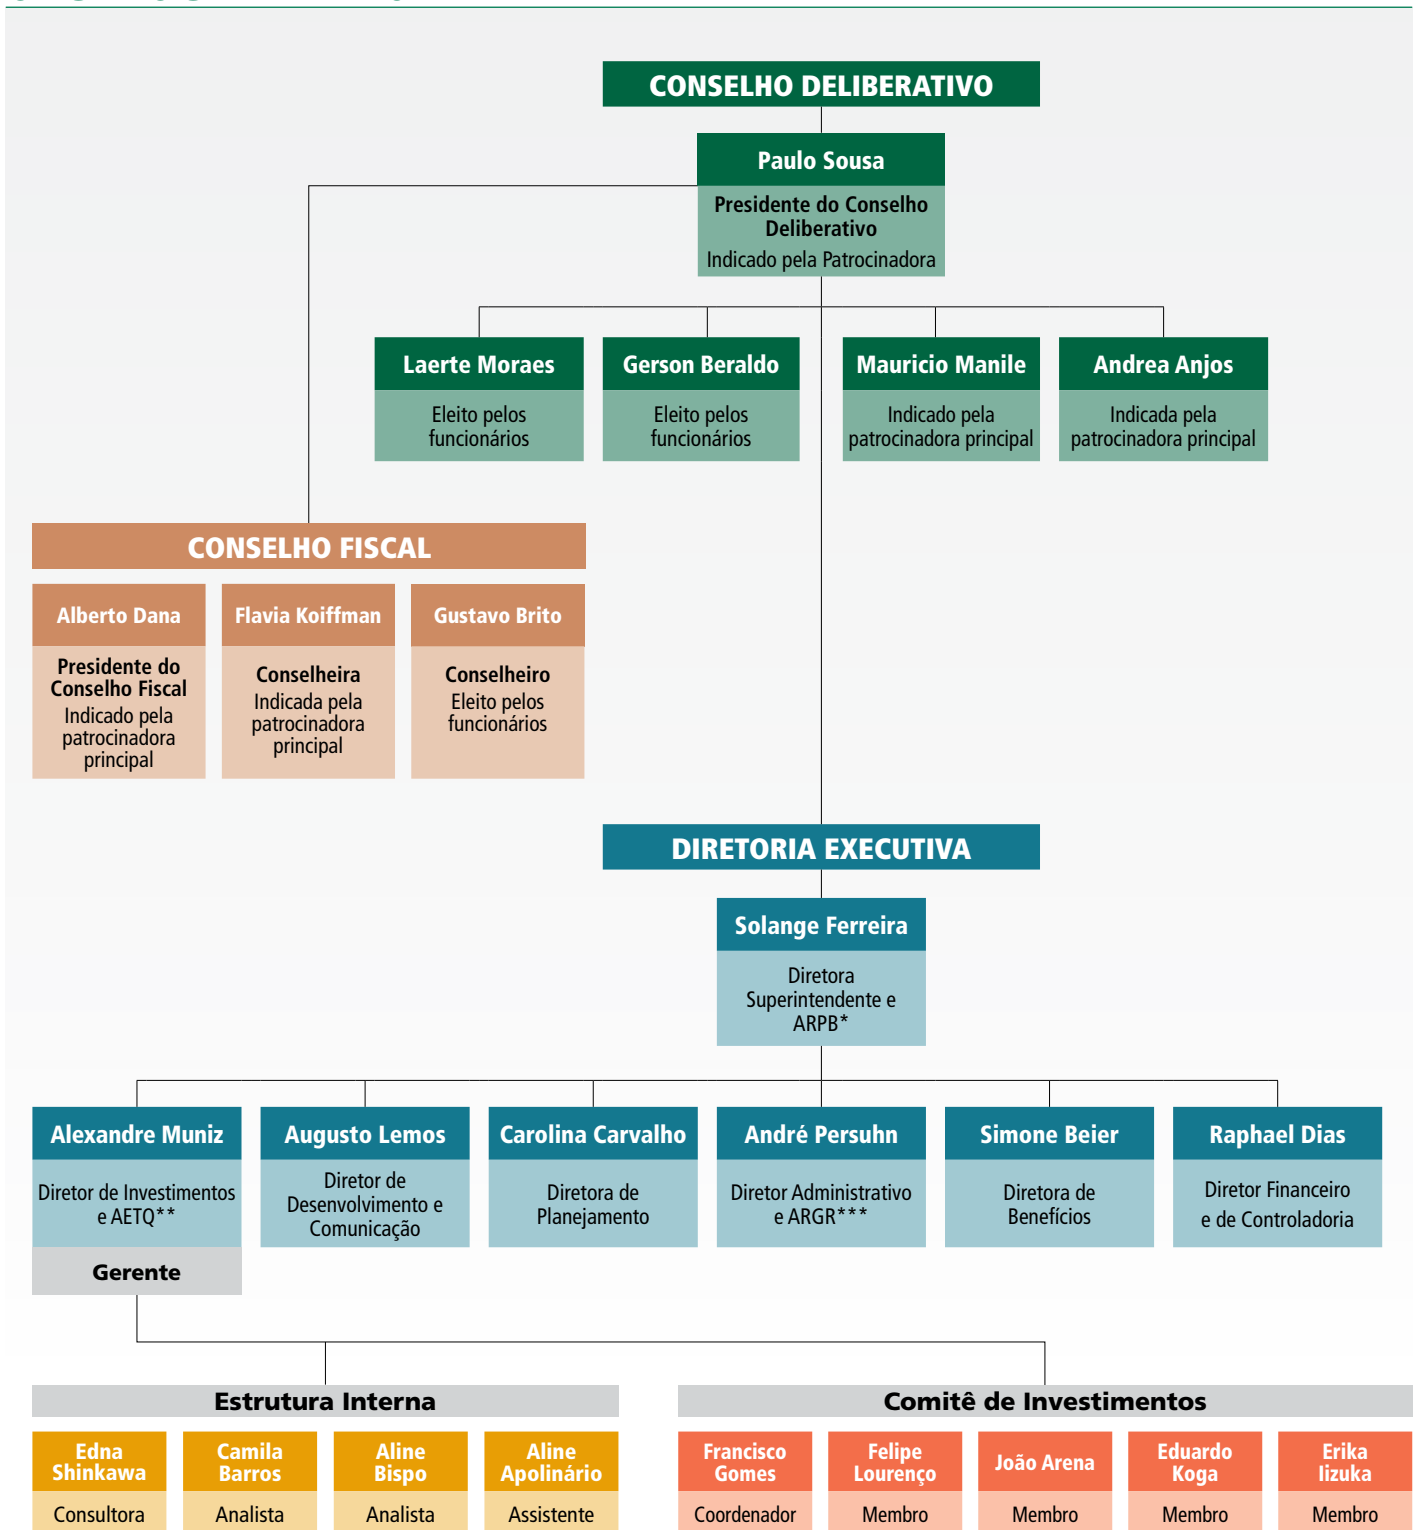 CONSELHO DELIBERATIVO
Paulo Sousa
Presidente do Conselho
Deliberativo
Indicado pela Patrocinadora
Laerte Moraes
Eleito pelos
funcionários
Gerson Beraldo
Eleito pelos
funcionários
Mauricio Manile
Indicado pela
patrocinadora principal
Andrea Anjos
Indicada pela
patrocinadora principal
CONSELHO FISCAL
Alberto Dana
Presidente do
Conselho Fiscal
Indicado pela
patrocinadora
principal
Flavia Koiffman
Conselheira
Indicada pela
patrocinadora
principal
Gustavo Brito
Conselheiro
Eleito pelos
funcionários
DIRETORIA EXECUTIVA
Solange Ferreira
Diretora
Superintendente e
ARPB*
Alexandre Muniz
Diretor de Investimentos
e AETQ**
Gerente
Augusto Lemos
Diretor de
Desenvolvimento e
Comunicação
Carolina Carvalho
Diretora de
Planejamento
André Persuhn
Diretor Administrativo
e ARGR***
Simone Beier
Diretora de
Benefícios
Raphael Dias
Diretor Financeiro
e de Controladoria
Estrutura Interna
Edna
Shinkawa
Consultora
Camila
Barros
Analista
Aline
Bispo
Analista
Aline
Apolinário
Assistente
Comitê de Investimentos
Francisco
Gomes
Coordenador
Felipe
Lourenço
Membro
João Arena
Membro
Eduardo
Koga
Membro
Erika
Iizuka
Membro